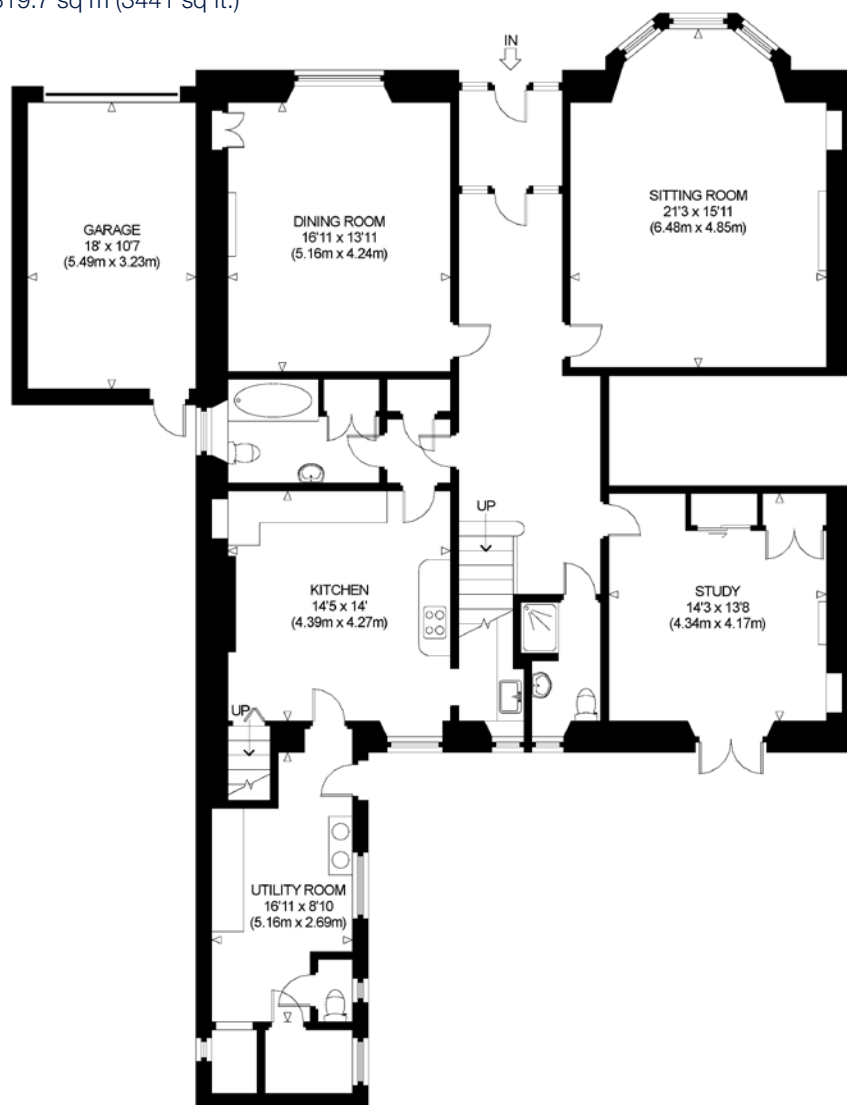 319.7 sq m (3441 sq ft.)
IN
GARAGE
18' x 10'7
(5.49m x 3.23m)
DINING ROOM
16'11 x 13'11
(5.16m x 4.24m)
SITTING ROOM
21'3 x 15'11
(6.48m x 4.85m)
UP
KITCHEN
14'5 x 14'
(4.39m x 4.27m)
STUDY
14'3 x 13'8
(4.34m x 4.17m)
UP
UTILITY ROOM
16'11 x 8'10
(5.16m x 2.69m)